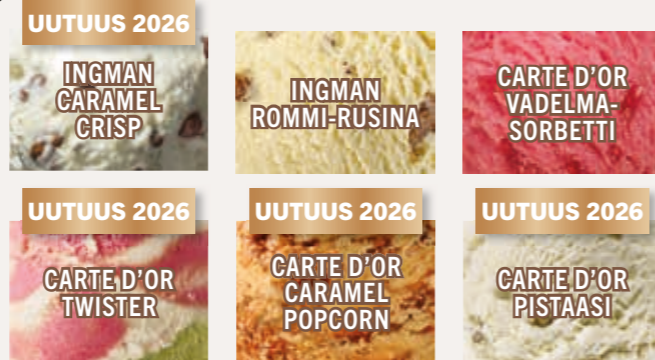 UUTUUS 2026
INGMAN
CARAMEL
CRISP
INGMAN
ROMMI-RUSINA
CARTE D'OR
VADELMA-
SORBETTI
UUTUUS 2026
CARTE D'OR
TWISTER
UUTUUS 2026
CARTE D'OR
CARAMEL
POPCORN
UUTUUS 2026
CARTE D'OR
PISTAASI